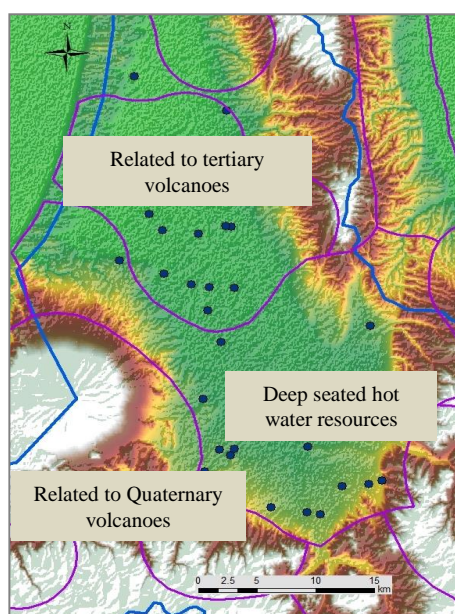 N
Related to tertiary
volcanoes
Deep seated hot
water resources
Related to Quaternary
volcanoes
0 2.5 5 10 15
km